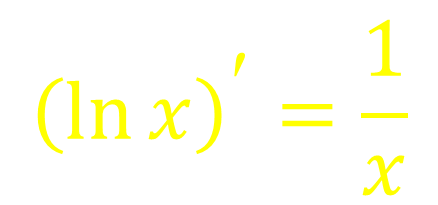 (ln x)′ = 1/x